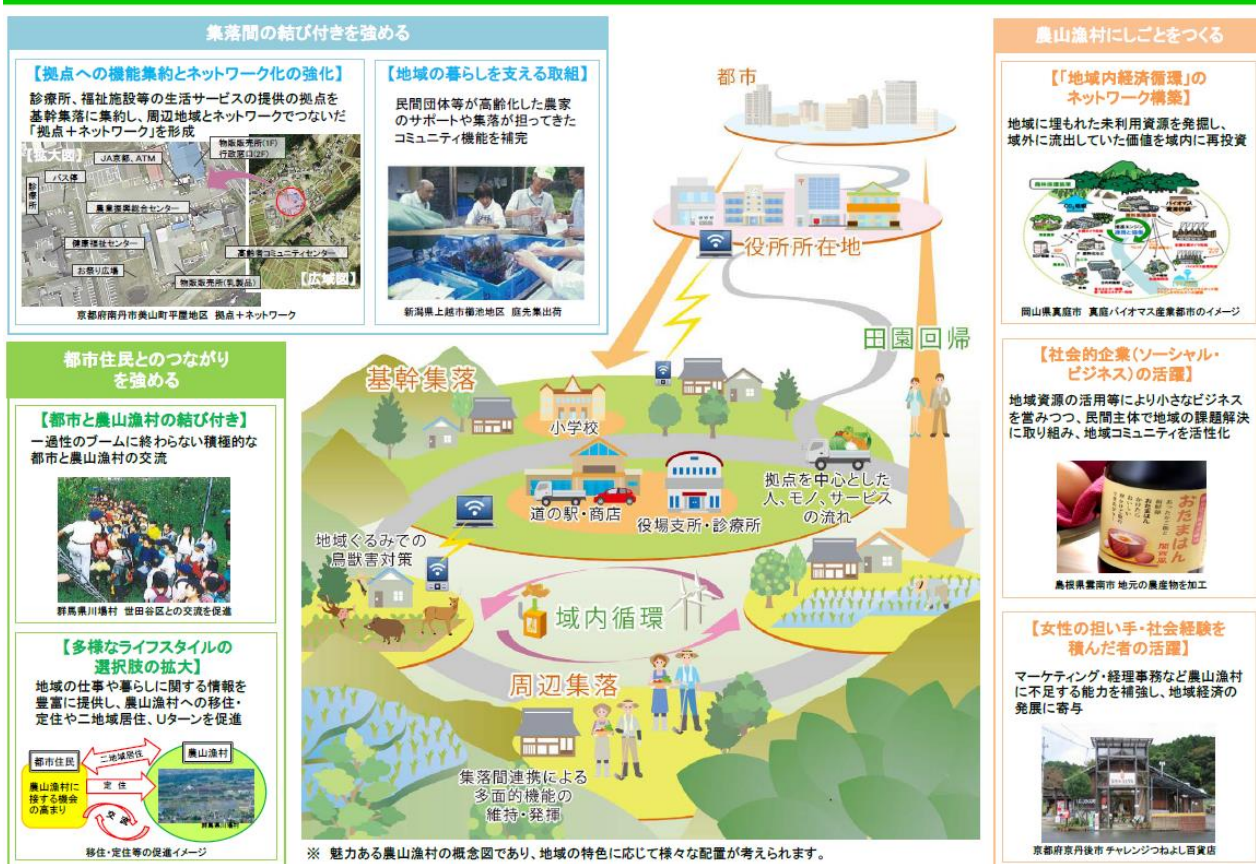 集落間の結び付きを強める
【拠点への機能集約とネットワーク化の強化】
診療所、福祉施設等の生活サービスの提供の拠点を
基幹集落に集約し、周辺地域とネットワークでつないだ
「拠点＋ネットワーク」を形成
【拡大図】
JA京都、ATM
物販販売所(1F)
行政窓口(2F)
バス停
診療所
農業振興総合センター
健康福祉センター
お祭り広場
物販販売所(乳製品)
高齢者コミュニティセンター
【広域図】
京都府南丹市美山町平屋地区 拠点＋ネットワーク
【地域の暮らしを支える取組】
民間団体等が高齢化した農家
のサポートや集落が担ってきた
コミュニティ機能を補完
新潟県上越市櫛池地区 庭先集出荷
都市住民とのつながり
を強める
【都市と農山漁村の結び付き】
一過性のブームに終わらない積極的な
都市と農山漁村の交流
群馬県川場村 世田谷区との交流を促進
【多様なライフスタイルの
選択肢の拡大】
地域の仕事や暮らしに関する情報を
豊富に提供し、農山漁村への移住・
定住や二地域居住、Uターンを促進
都市住民
農山漁村に
接する機会
の高まり
二地域居住
定 住
交 流
農山漁村
群馬県川場村
移住・定住等の促進イメージ
都市
役所所在地
田園回帰
基幹集落
小学校
道の駅・商店
役場支所・診療所
拠点を中心とした
人、モノ、サービス
の流れ
地域ぐるみでの
鳥獣害対策
域内循環
周辺集落
集落間連携による
多面的機能の
維持・発揮
※ 魅力ある農山漁村の概念図であり、地域の特色に応じて様々な配置が考えられます。
農山漁村にしごとをつくる
【「地域内経済循環」の
ネットワーク構築】
地域に埋もれた未利用資源を発掘し、
域外に流出していた価値を域内に再投資
岡山県真庭市 真庭バイオマス産業都市のイメージ
【社会的企業(ソーシャル・
ビジネス)の活躍】
地域資源の活用等により小さなビジネス
を営みつつ、民間主体で地域の課題解決
に取り組み、地域コミュニティを活性化
おたまはん
関西風
島根県雲南市 地元の農産物を加工
【女性の担い手・社会経験を
積んだ者の活躍】
マーケティング・経理事務など農山漁村
に不足する能力を補強し、地域経済の
発展に寄与
京都府京丹後市 チャレンジつねよし百貨店